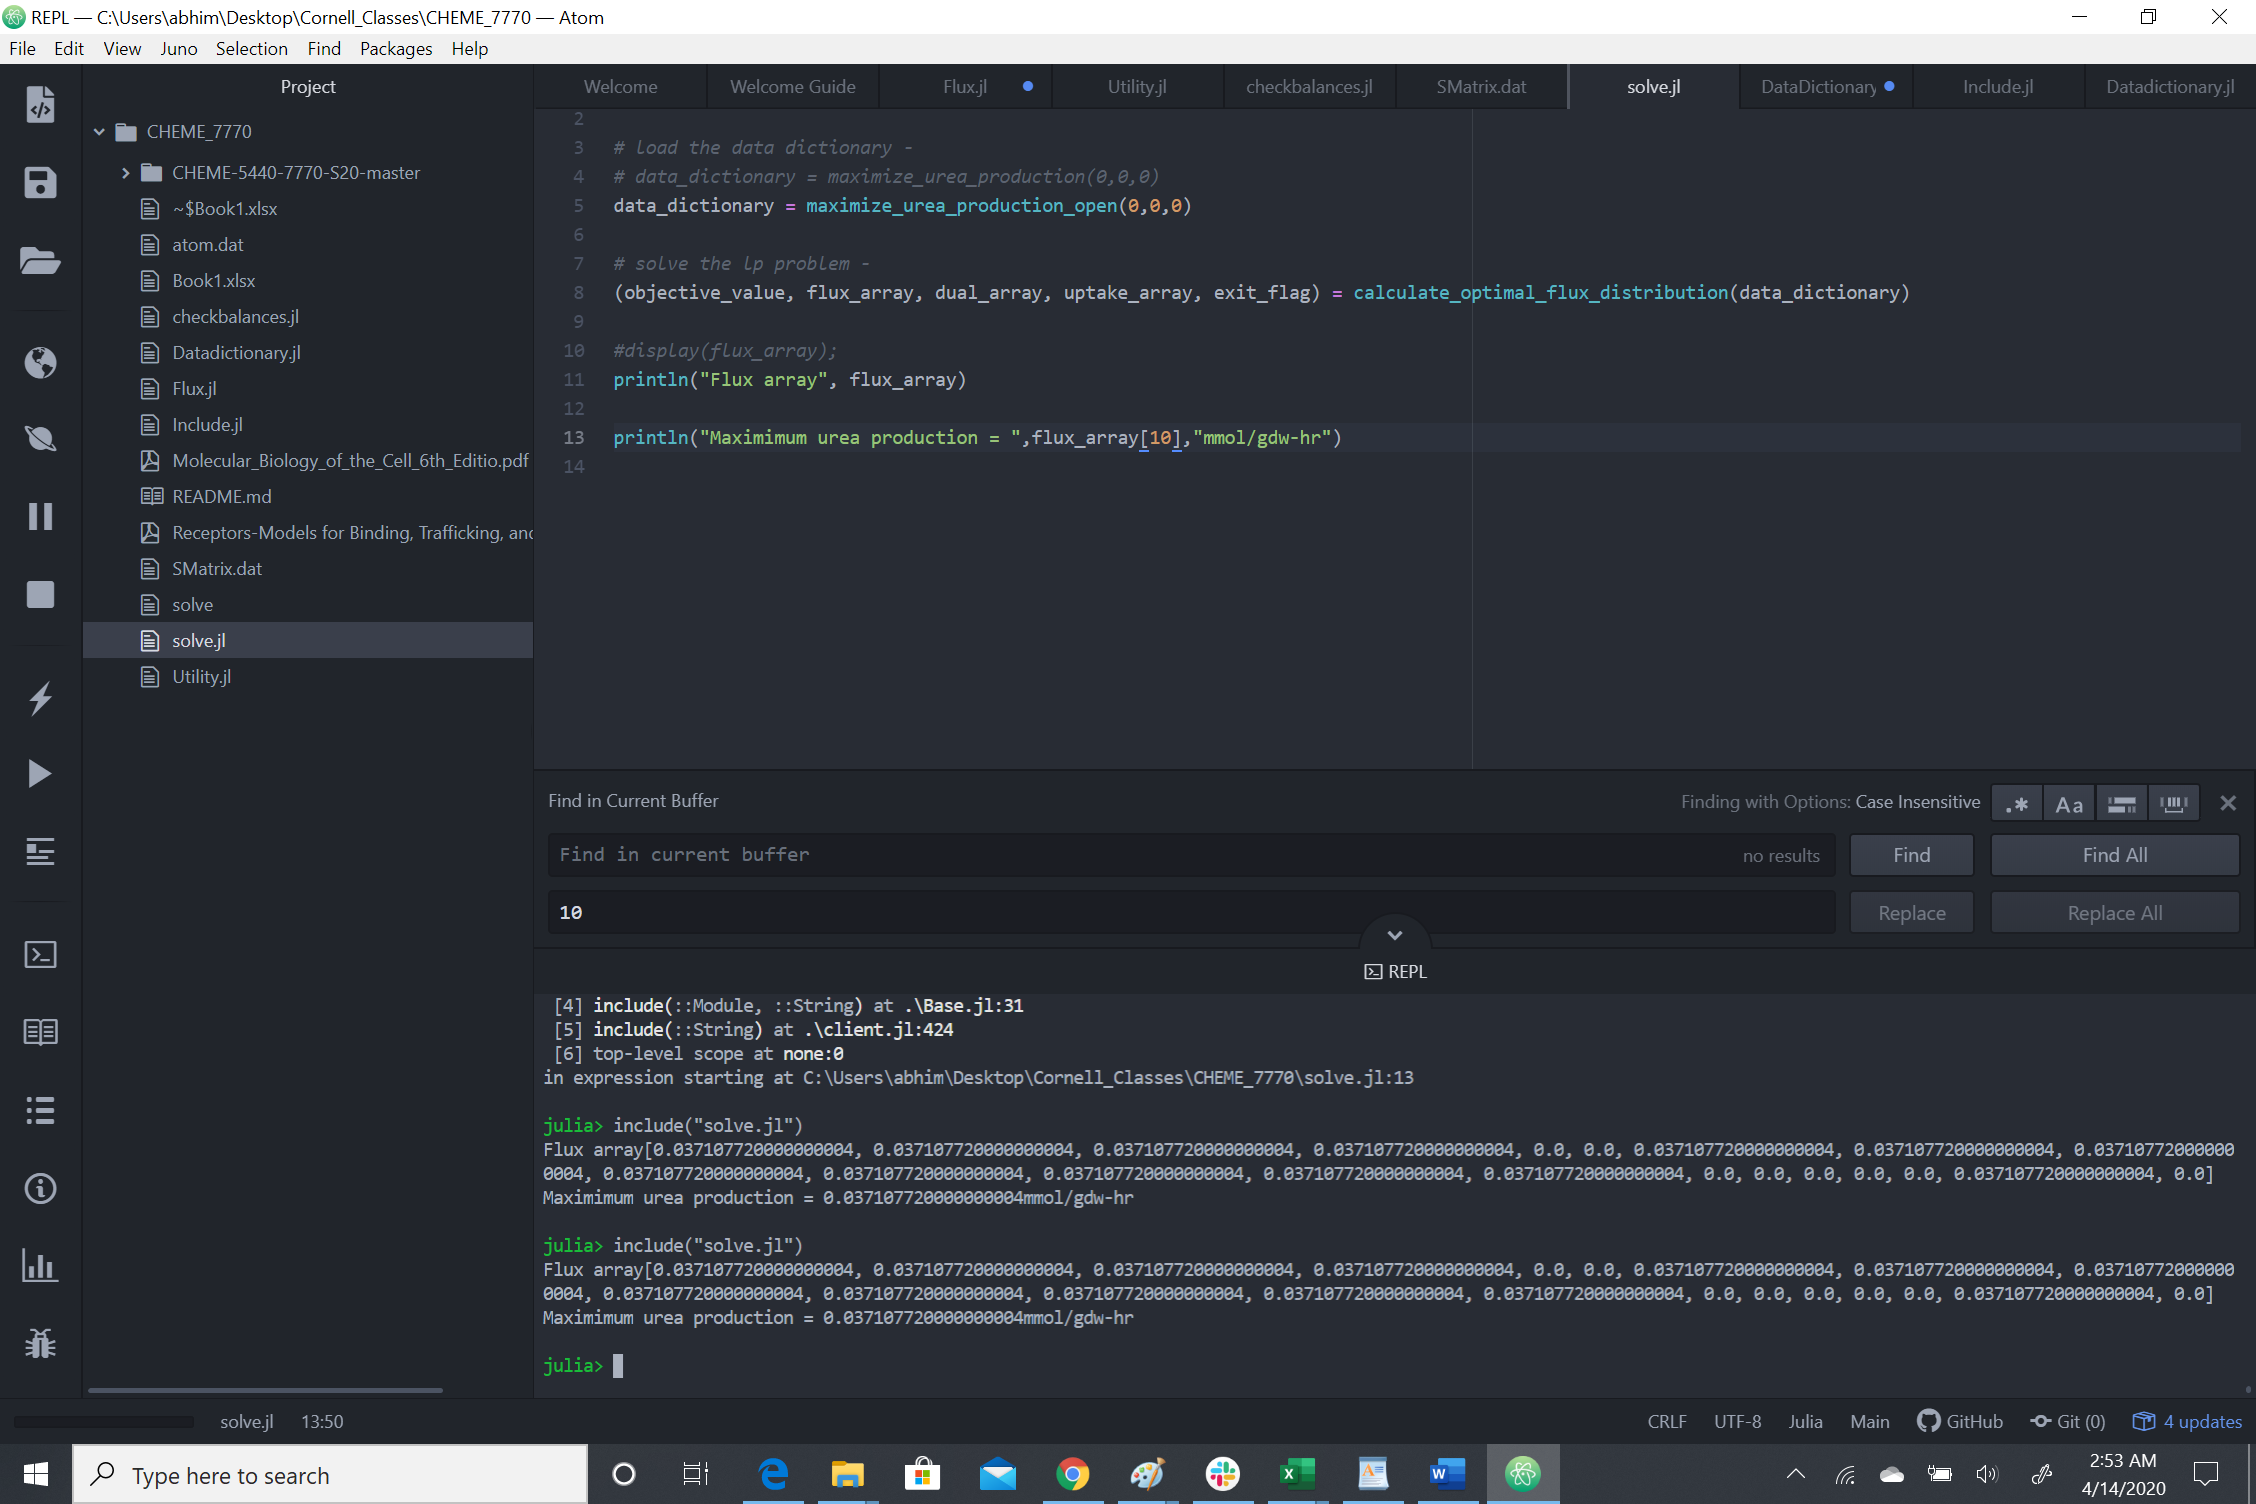 REPL — C:\Users\abhim\Desktop\Cornell_Classes\CHEME_7770 — Atom
File Edit View Juno Selection Find Packages Help
Project
CHEME_7770
CHEME-5440-7770-S20-master
~$Book1.xlsx
atom.dat
Book1.xlsx
checkbalances.jl
Datadictionary.jl
Flux.jl
Include.jl
Molecular_Biology_of_the_Cell_6th_Editio.pdf
README.md
Receptors-Models for Binding, Trafficking, and
SMatrix.dat
solve
solve.jl
Utility.jl
Welcome Welcome Guide Flux.jl Utility.jl checkbalances.jl SMatrix.dat solve.jl DataDictionary Include.jl Datadictionary.jl
2
3 # load the data dictionary -
4 # data_dictionary = maximize_urea_production(0,0,0)
5 data_dictionary = maximize_urea_production_open(0,0,0)
6
7 # solve the lp problem -
8 (objective_value, flux_array, dual_array, uptake_array, exit_flag) = calculate_optimal_flux_distribution(data_dictionary)
9
10 #display(flux_array);
11 println("Flux array", flux_array)
12
13 println("Maximimum urea production = ",flux_array[10],"mmol/gdw-hr")
14
Find in Current Buffer
Finding with Options: Case Insensitive .* Aa
Find in current buffer no results Find Find All
10 Replace Replace All
REPL
[4] include(::Module, ::String) at .\Base.jl:31
[5] include(::String) at .\client.jl:424
[6] top-level scope at none:0
in expression starting at C:\Users\abhim\Desktop\Cornell_Classes\CHEME_7770\solve.jl:13
julia> include("solve.jl")
Flux array[0.037107720000000004, 0.037107720000000004, 0.037107720000000004, 0.037107720000000004, 0.0, 0.0, 0.037107720000000004, 0.037107720000000004, 0.03710772000000
0004, 0.037107720000000004, 0.037107720000000004, 0.037107720000000004, 0.037107720000000004, 0.037107720000000004, 0.0, 0.0, 0.0, 0.0, 0.0, 0.037107720000000004, 0.0]
Maximimum urea production = 0.037107720000000004mmol/gdw-hr
julia> include("solve.jl")
Flux array[0.037107720000000004, 0.037107720000000004, 0.037107720000000004, 0.037107720000000004, 0.0, 0.0, 0.037107720000000004, 0.037107720000000004, 0.03710772000000
0004, 0.037107720000000004, 0.037107720000000004, 0.037107720000000004, 0.037107720000000004, 0.037107720000000004, 0.0, 0.0, 0.0, 0.0, 0.0, 0.037107720000000004, 0.0]
Maximimum urea production = 0.037107720000000004mmol/gdw-hr
julia>
solve.jl 13:50 CRLF UTF-8 Julia Main GitHub Git (0) 4 updates
Type here to search
2:53 AM
4/14/2020